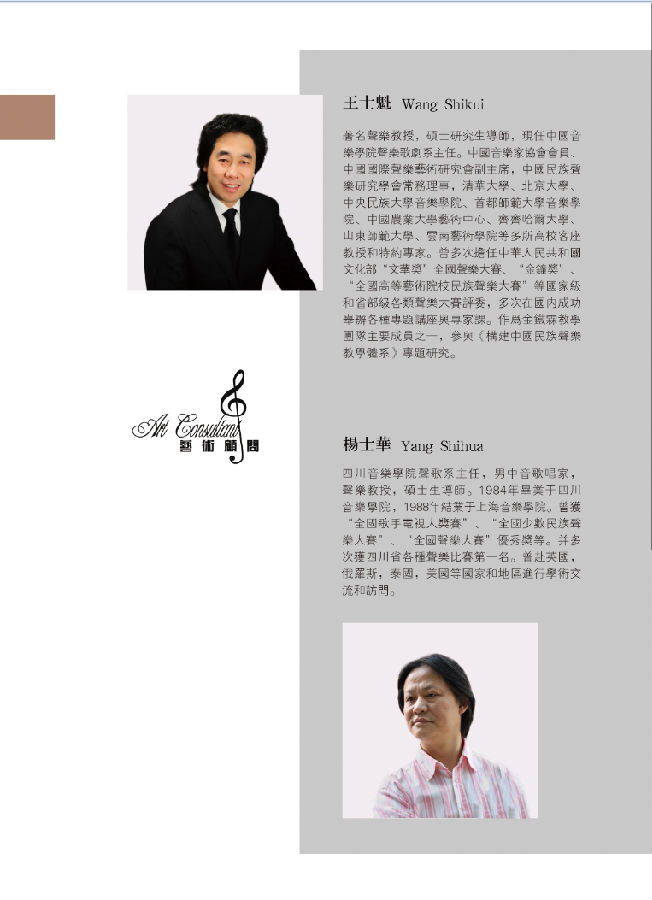 王士魁 Wang Shikui
著名聲樂教授，碩士研究生導師，現任中國音
樂學院聲樂歌劇系主任。中國音樂家協會會員、
中國國際聲樂藝術研究會副主席，中國民族聲
樂研究學會常務理事，清華大學、北京大學、
中央民族大學音樂學院、首都師範大學音樂學
院、中國農業大學藝術中心、齊齊哈爾大學、
山東師範大學、雲南藝術學院等多所高校客座
教授和特約專家。曾多次擔任中華人民共和國
文化部“文華獎”全國聲樂大賽、“金鐘獎”、
“全國高等藝術院校民族聲樂大賽”等國家級
和省部級各類聲樂大賽評委，多次在國內成功
舉辦各種專題講座與專家課。作爲金鐵霖教學
團隊主要成員之一，參與《構建中國民族聲樂
教學體系》專題研究。
Art Consultant
藝術顧問
楊士華 Yang Shihua
四川音樂學院聲歌系主任，男中音歌唱家，
聲樂教授，碩士生導師。1984年畢業于四川
音樂學院，1988年結業于上海音樂學院。曾獲
“全國歌手電視大獎賽”、“全國少數民族聲
樂大賽”、“全國聲樂大賽”優秀獎等。并多
次獲四川省各種聲樂比賽第一名。曾赴英國，
俄羅斯，泰國，美國等國家和地區進行學術交
流和訪問。